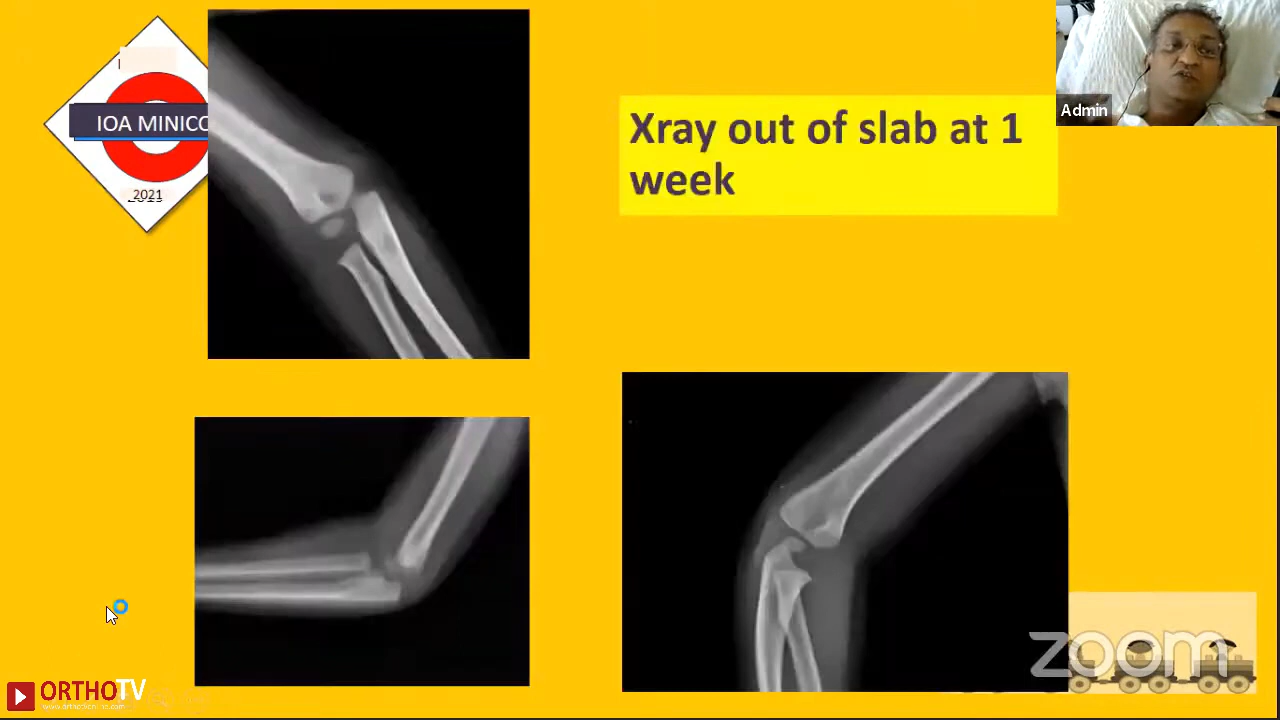 IOA MINICO
2021
Xray out of slab at 1
week
Admin
zoom
ORTHOTV